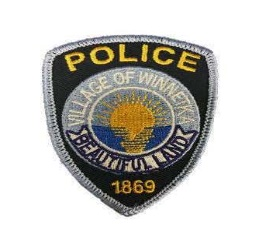 POLICE
VILLAGE OF WINNETKA
BEAUTIFUL LAND
1869